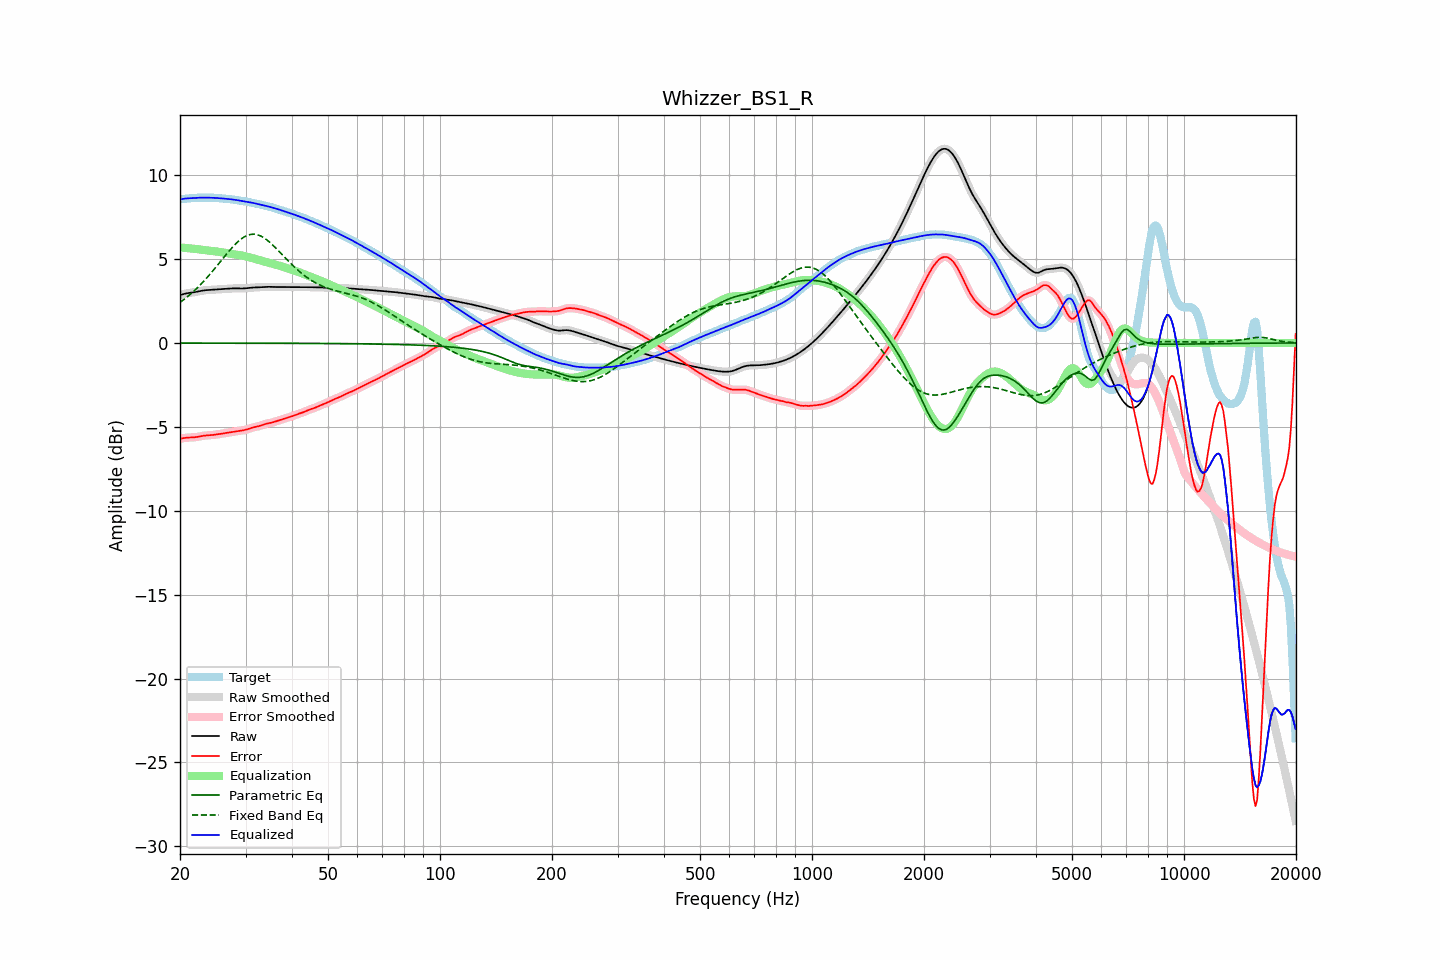 Whizzer_BS1_R
10
5
0
−5
−10
−15
−20
−25
−30
Amplitude (dBr)
Target
Raw Smoothed
Error Smoothed
Raw
Error
Equalization
Parametric Eq
Fixed Band Eq
Equalized
20 50 100 200 500 1000 2000 5000 10000 20000
Frequency (Hz)